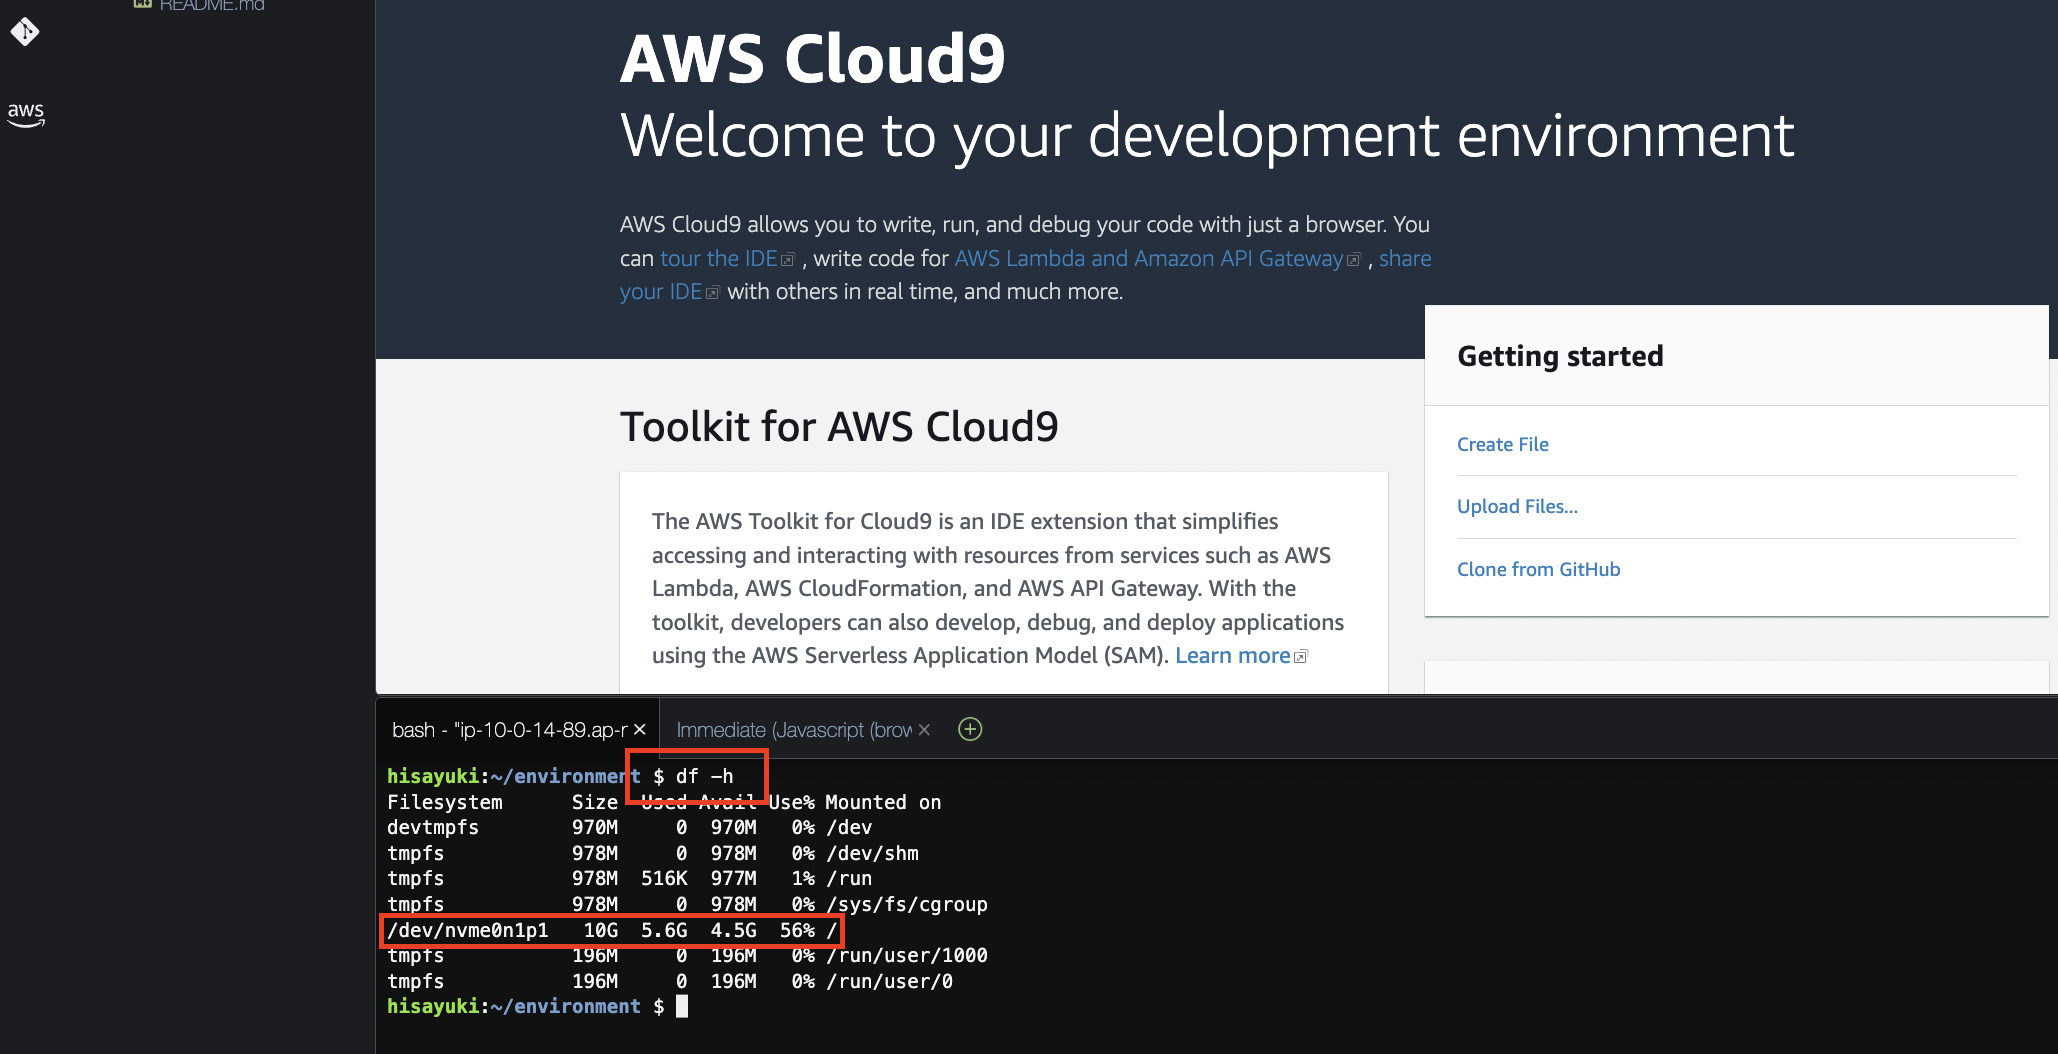 README.md
aws
AWS Cloud9
Welcome to your development environment
AWS Cloud9 allows you to write, run, and debug your code with just a browser. You
can tour the IDE , write code for AWS Lambda and Amazon API Gateway , share
your IDE with others in real time, and much more.
Getting started
Create File
Upload Files...
Clone from GitHub
Toolkit for AWS Cloud9
The AWS Toolkit for Cloud9 is an IDE extension that simplifies
accessing and interacting with resources from services such as AWS
Lambda, AWS CloudFormation, and AWS API Gateway. With the
toolkit, developers can also develop, debug, and deploy applications
using the AWS Serverless Application Model (SAM). Learn more
bash - "ip-10-0-14-89.ap-r × Immediate (Javascript (brow ×
hisayuki:~/environment $ df -h
Filesystem Size Used Avail Use% Mounted on
devtmpfs 970M 0 970M 0% /dev
tmpfs 978M 0 978M 0% /dev/shm
tmpfs 978M 516K 977M 1% /run
tmpfs 978M 0 978M 0% /sys/fs/cgroup
/dev/nvme0n1p1 10G 5.6G 4.5G 56% /
tmpfs 196M 0 196M 0% /run/user/1000
tmpfs 196M 0 196M 0% /run/user/0
hisayuki:~/environment $